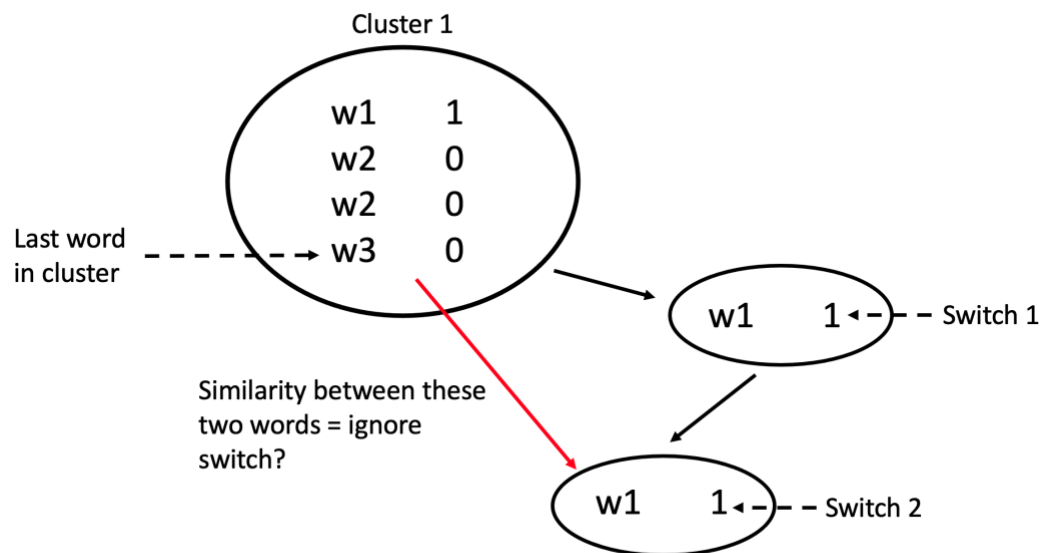 Cluster 1
w1 1
w2 0
w2 0
w3 0
Last word
in cluster
w1 1
Switch 1
Similarity between these
two words = ignore
switch?
w1 1
Switch 2